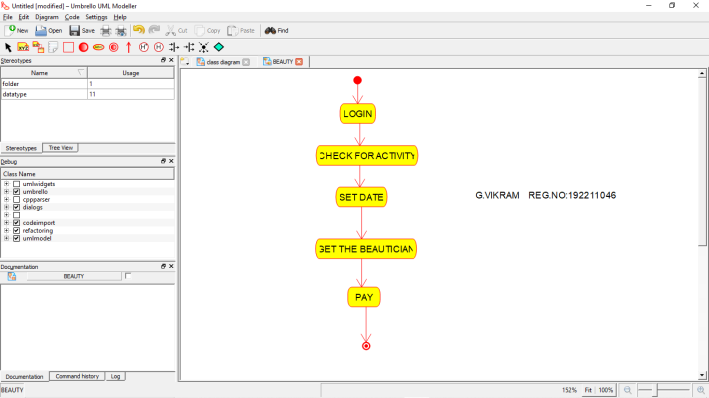 Untitled [modified] – Umbrello UML Modeller
File Edit Diagram Code Settings Help
New Open Save Cut Copy Paste Find
Stereotypes
Name Usage
folder 1
datatype 11
Stereotypes Tree View
Debug
Class Name
umlwidgets
umbrello
cppparser
dialogs
codeimport
refactoring
umlmodel
Documentation
BEAUTY
Documentation Command history Log
class diagram BEAUTY
LOGIN
CHECK FOR ACTIVITY
SET DATE
G.VIKRAM REG.NO:192211046
GET THE BEAUTICIAN
PAY
BEAUTY
152% Fit 100%